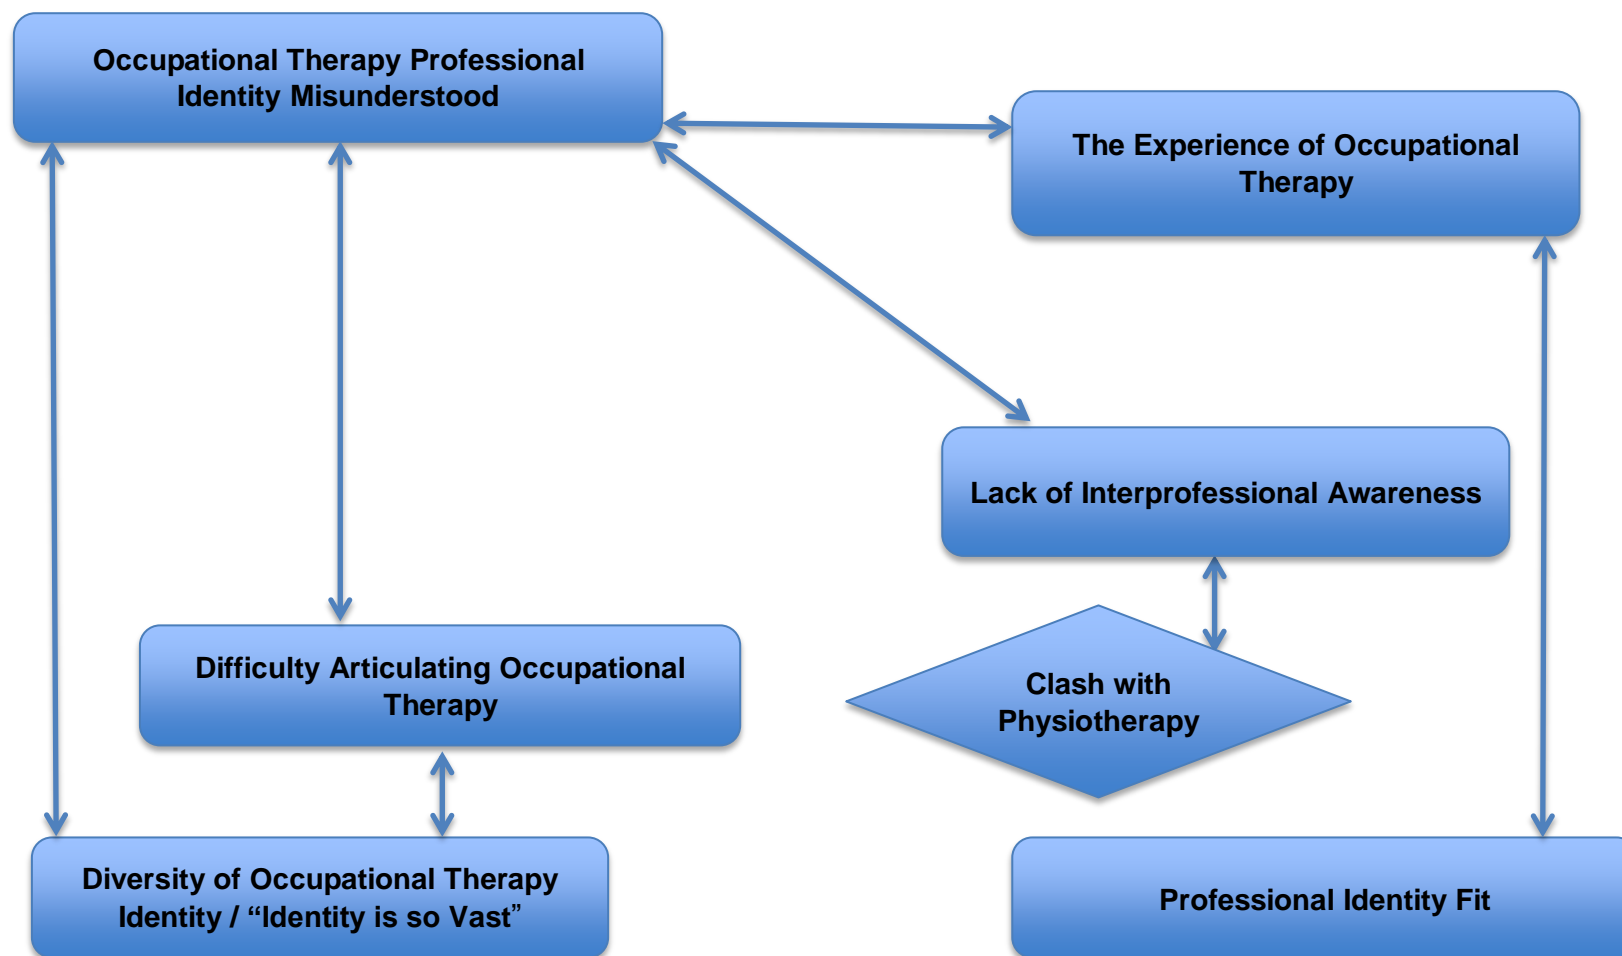 Occupational Therapy Professional
Identity Misunderstood
The Experience of Occupational
Therapy
Lack of Interprofessional Awareness
Difficulty Articulating Occupational
Therapy
Clash with
Physiotherapy
Diversity of Occupational Therapy
Identity / “Identity is so Vast”
Professional Identity Fit